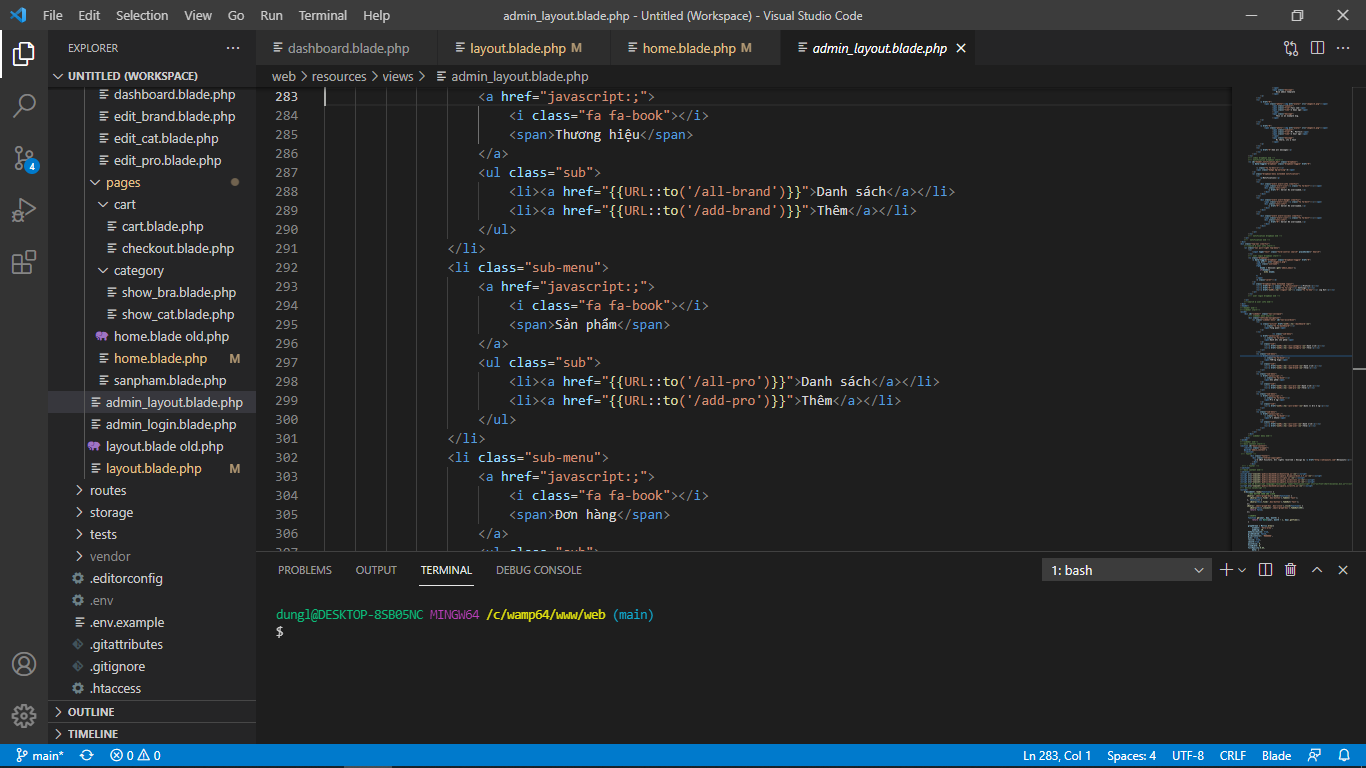 File Edit Selection View Go Run Terminal Help admin_layout.blade.php - Untitled (Workspace) - Visual Studio Code
EXPLORER
dashboard.blade.php layout.blade.php M home.blade.php M admin_layout.blade.php
UNTITLED (WORKSPACE)
web > resources > views > admin_layout.blade.php
dashboard.blade.php
edit_brand.blade.php
edit_cat.blade.php
edit_pro.blade.php
pages
cart
cart.blade.php
checkout.blade.php
category
show_bra.blade.php
show_cat.blade.php
home.blade old.php
home.blade.php M
sanpham.blade.php
admin_layout.blade.php
admin_login.blade.php
layout.blade old.php
layout.blade.php M
routes
storage
tests
vendor
.editorconfig
.env
.env.example
.gitattributes
.gitignore
.htaccess
OUTLINE
TIMELINE
4
283 <a href="javascript:;">
284 <i class="fa fa-book"></i>
285 <span>Thương hiệu</span>
286 </a>
287 <ul class="sub">
288 <li><a href="{{URL::to('/all-brand')}}">Danh sách</a></li>
289 <li><a href="{{URL::to('/add-brand')}}">Thêm</a></li>
290 </ul>
291 </li>
292 <li class="sub-menu">
293 <a href="javascript:;">
294 <i class="fa fa-book"></i>
295 <span>Sản phẩm</span>
296 </a>
297 <ul class="sub">
298 <li><a href="{{URL::to('/all-pro')}}">Danh sách</a></li>
299 <li><a href="{{URL::to('/add-pro')}}">Thêm</a></li>
300 </ul>
301 </li>
302 <li class="sub-menu">
303 <a href="javascript:;">
304 <i class="fa fa-book"></i>
305 <span>Đơn hàng</span>
306 </a>
307 <ul class="sub">
PROBLEMS OUTPUT TERMINAL DEBUG CONSOLE 1: bash
dungl@DESKTOP-8SB05NC MINGW64 /c/wamp64/www/web (main)
$
main* 0 0 Ln 283, Col 1 Spaces: 4 UTF-8 CRLF Blade